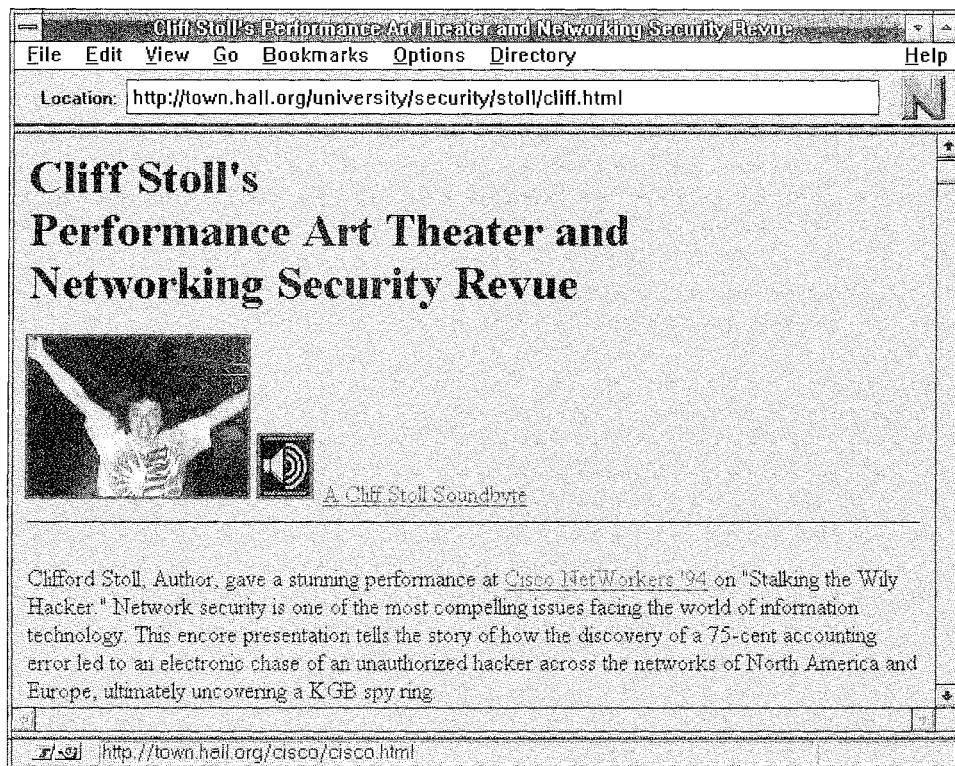 Cliff Stoll's Performance Art Theater and Networking Security Revue
File Edit View Go Bookmarks Options Directory Help
Location: http://town.hall.org/university/security/stoll/cliff.html
N
Cliff Stoll's
Performance Art Theater and
Networking Security Revue
A Cliff Stoll Soundbyte
Clifford Stoll, Author, gave a stunning performance at Cisco NetWorkers '94 on "Stalking the Wily
Hacker." Network security is one of the most compelling issues facing the world of information
technology. This encore presentation tells the story of how the discovery of a 75-cent accounting
error led to an electronic chase of an unauthorized hacker across the networks of North America and
Europe, ultimately uncovering a KGB spy ring.
http://town.hall.org/cisco/cisco.html